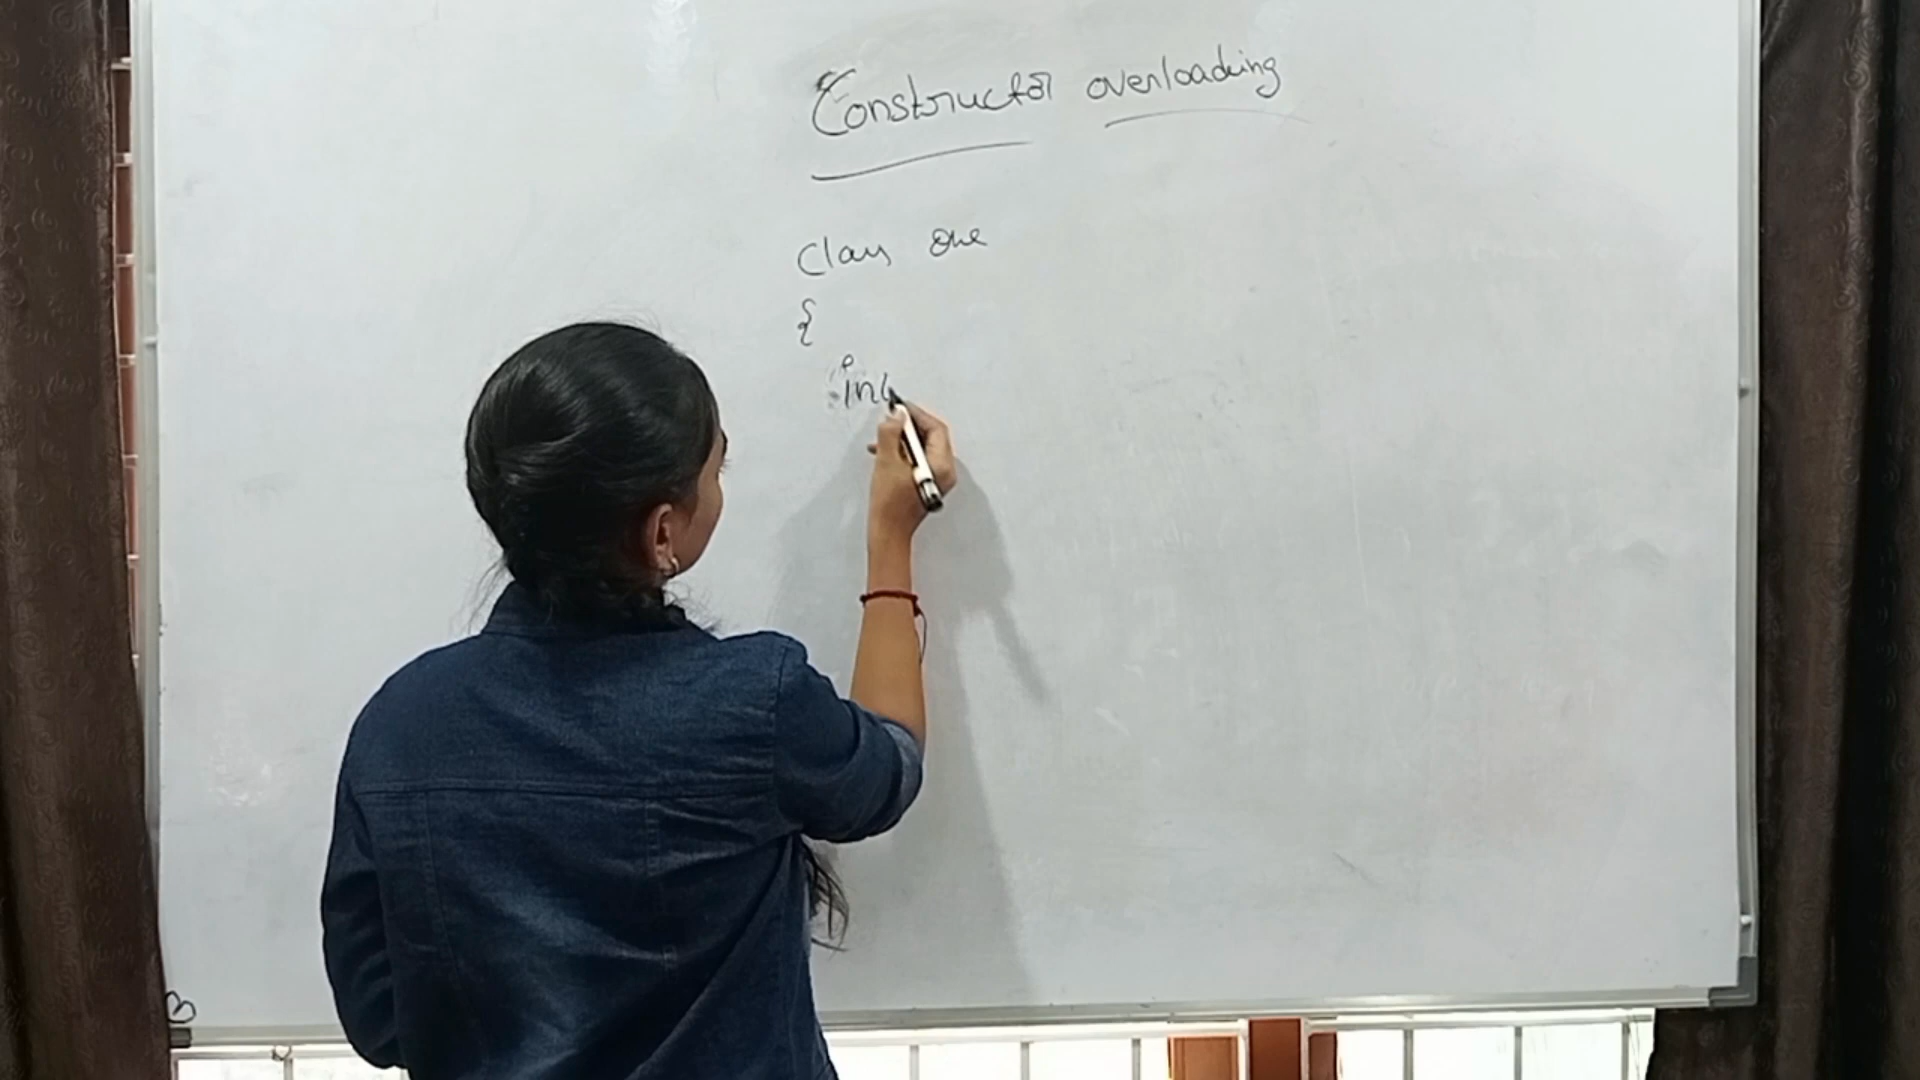 Constructor overloading
class one
{
int